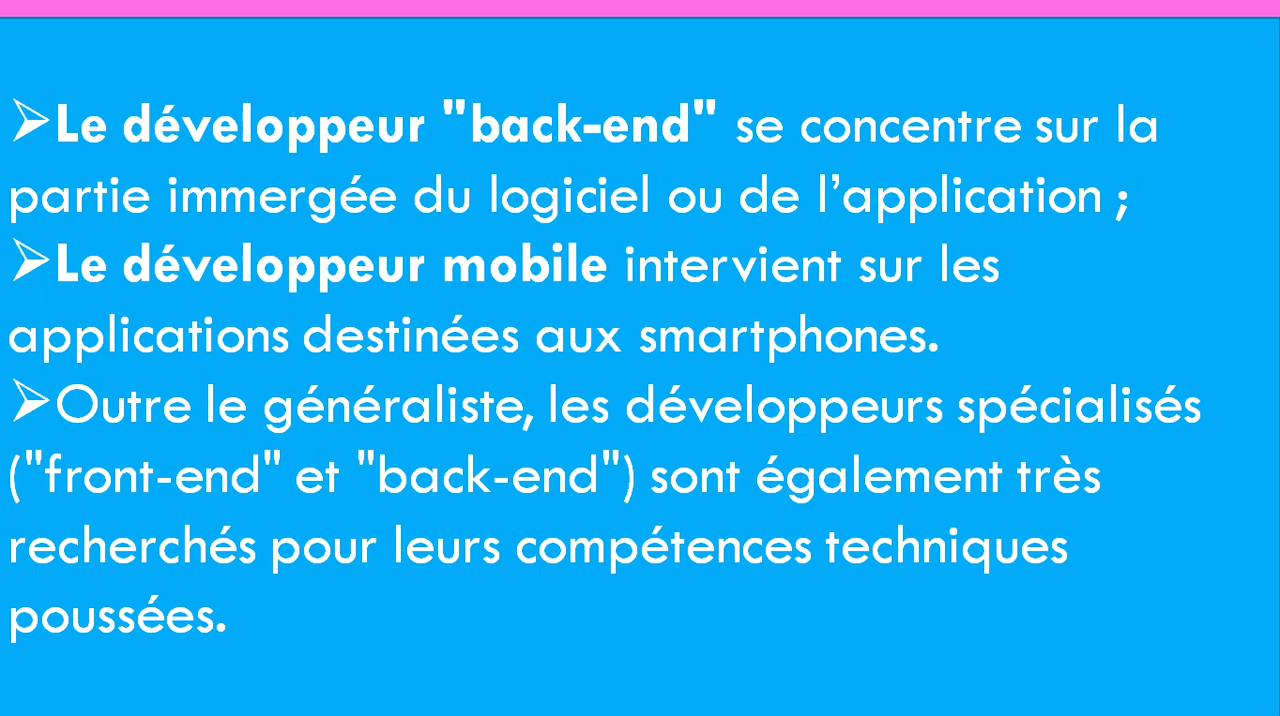 ➢Le développeur "back-end" se concentre sur la
partie immergée du logiciel ou de l’application ;
➢Le développeur mobile intervient sur les
applications destinées aux smartphones.
➢Outre le généraliste, les développeurs spécialisés
("front-end" et "back-end") sont également très
recherchés pour leurs compétences techniques
poussées.